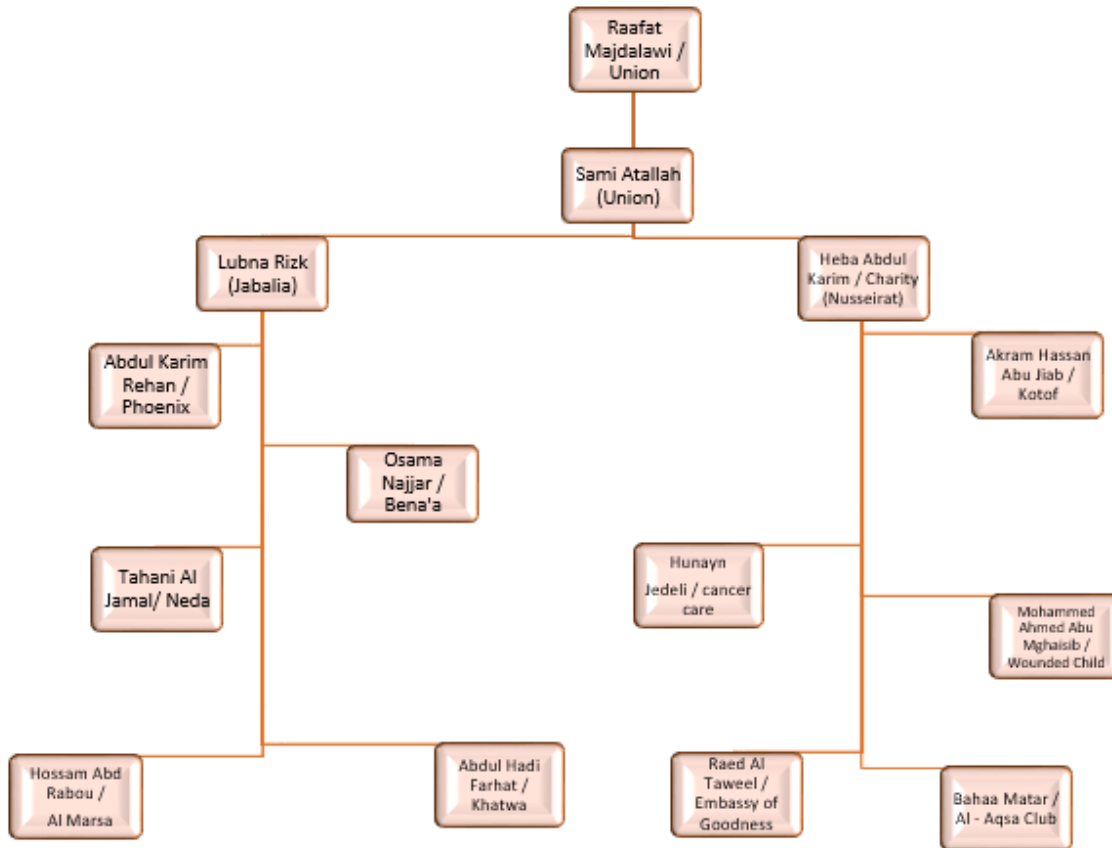 Raafat
Majdalawi /
Union
Sami Atallah
(Union)
Lubna Rizk
(Jabalia)
Heba Abdul
Karim / Charity
(Nusseirat)
Abdul Karim
Rehan /
Phoenix
Akram Hassan
Abu Jiab /
Kotof
Osama
Najjar /
Bena'a
Tahani Al
Jamal/ Neda
Hunayn
Jedeli / cancer
care
Mohammed
Ahmed Abu
Mghaisib /
Wounded Child
Hossam Abd
Rabou /
Al Marsa
Abdul Hadi
Farhat /
Khatwa
Raed Al
Taweel /
Embassy of
Goodness
Bahaa Matar /
Al - Aqsa Club